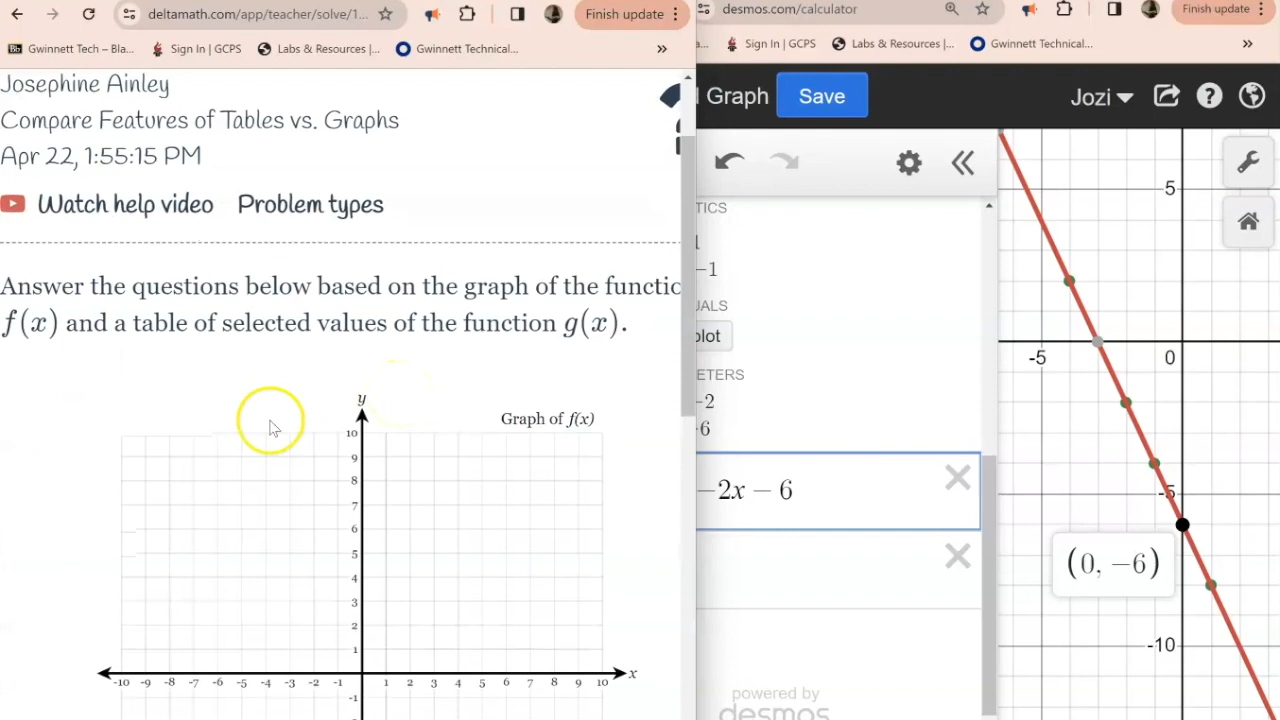 deltamath.com/app/teacher/solve/1...
Finish update
Bb Gwinnett Tech – Bla...
Sign In | GCPS
Labs & Resources |...
Gwinnett Technical...
»
Josephine Ainley
Compare Features of Tables vs. Graphs
Apr 22, 1:55:15 PM
Watch help video Problem types
Answer the questions below based on the graph of the functio
f(x) and a table of selected values of the function g(x).
y
Graph of f(x)
10
9
8
7
6
5
4
3
2
1
x
-10 -9 -8 -7 -6 -5 -4 -3 -2 -1 1 2 3 4 5 6 7 8 9 10
-1
desmos.com/calculator
Finish update
a... Sign In | GCPS
Labs & Resources |...
Gwinnett Technical...
»
Graph
Save
Jozi
TICS
1
−1
UALS
plot
ETERS
−2
6
−2x − 6
powered by
desmos
5
-5 0
-5
(0, −6)
-10